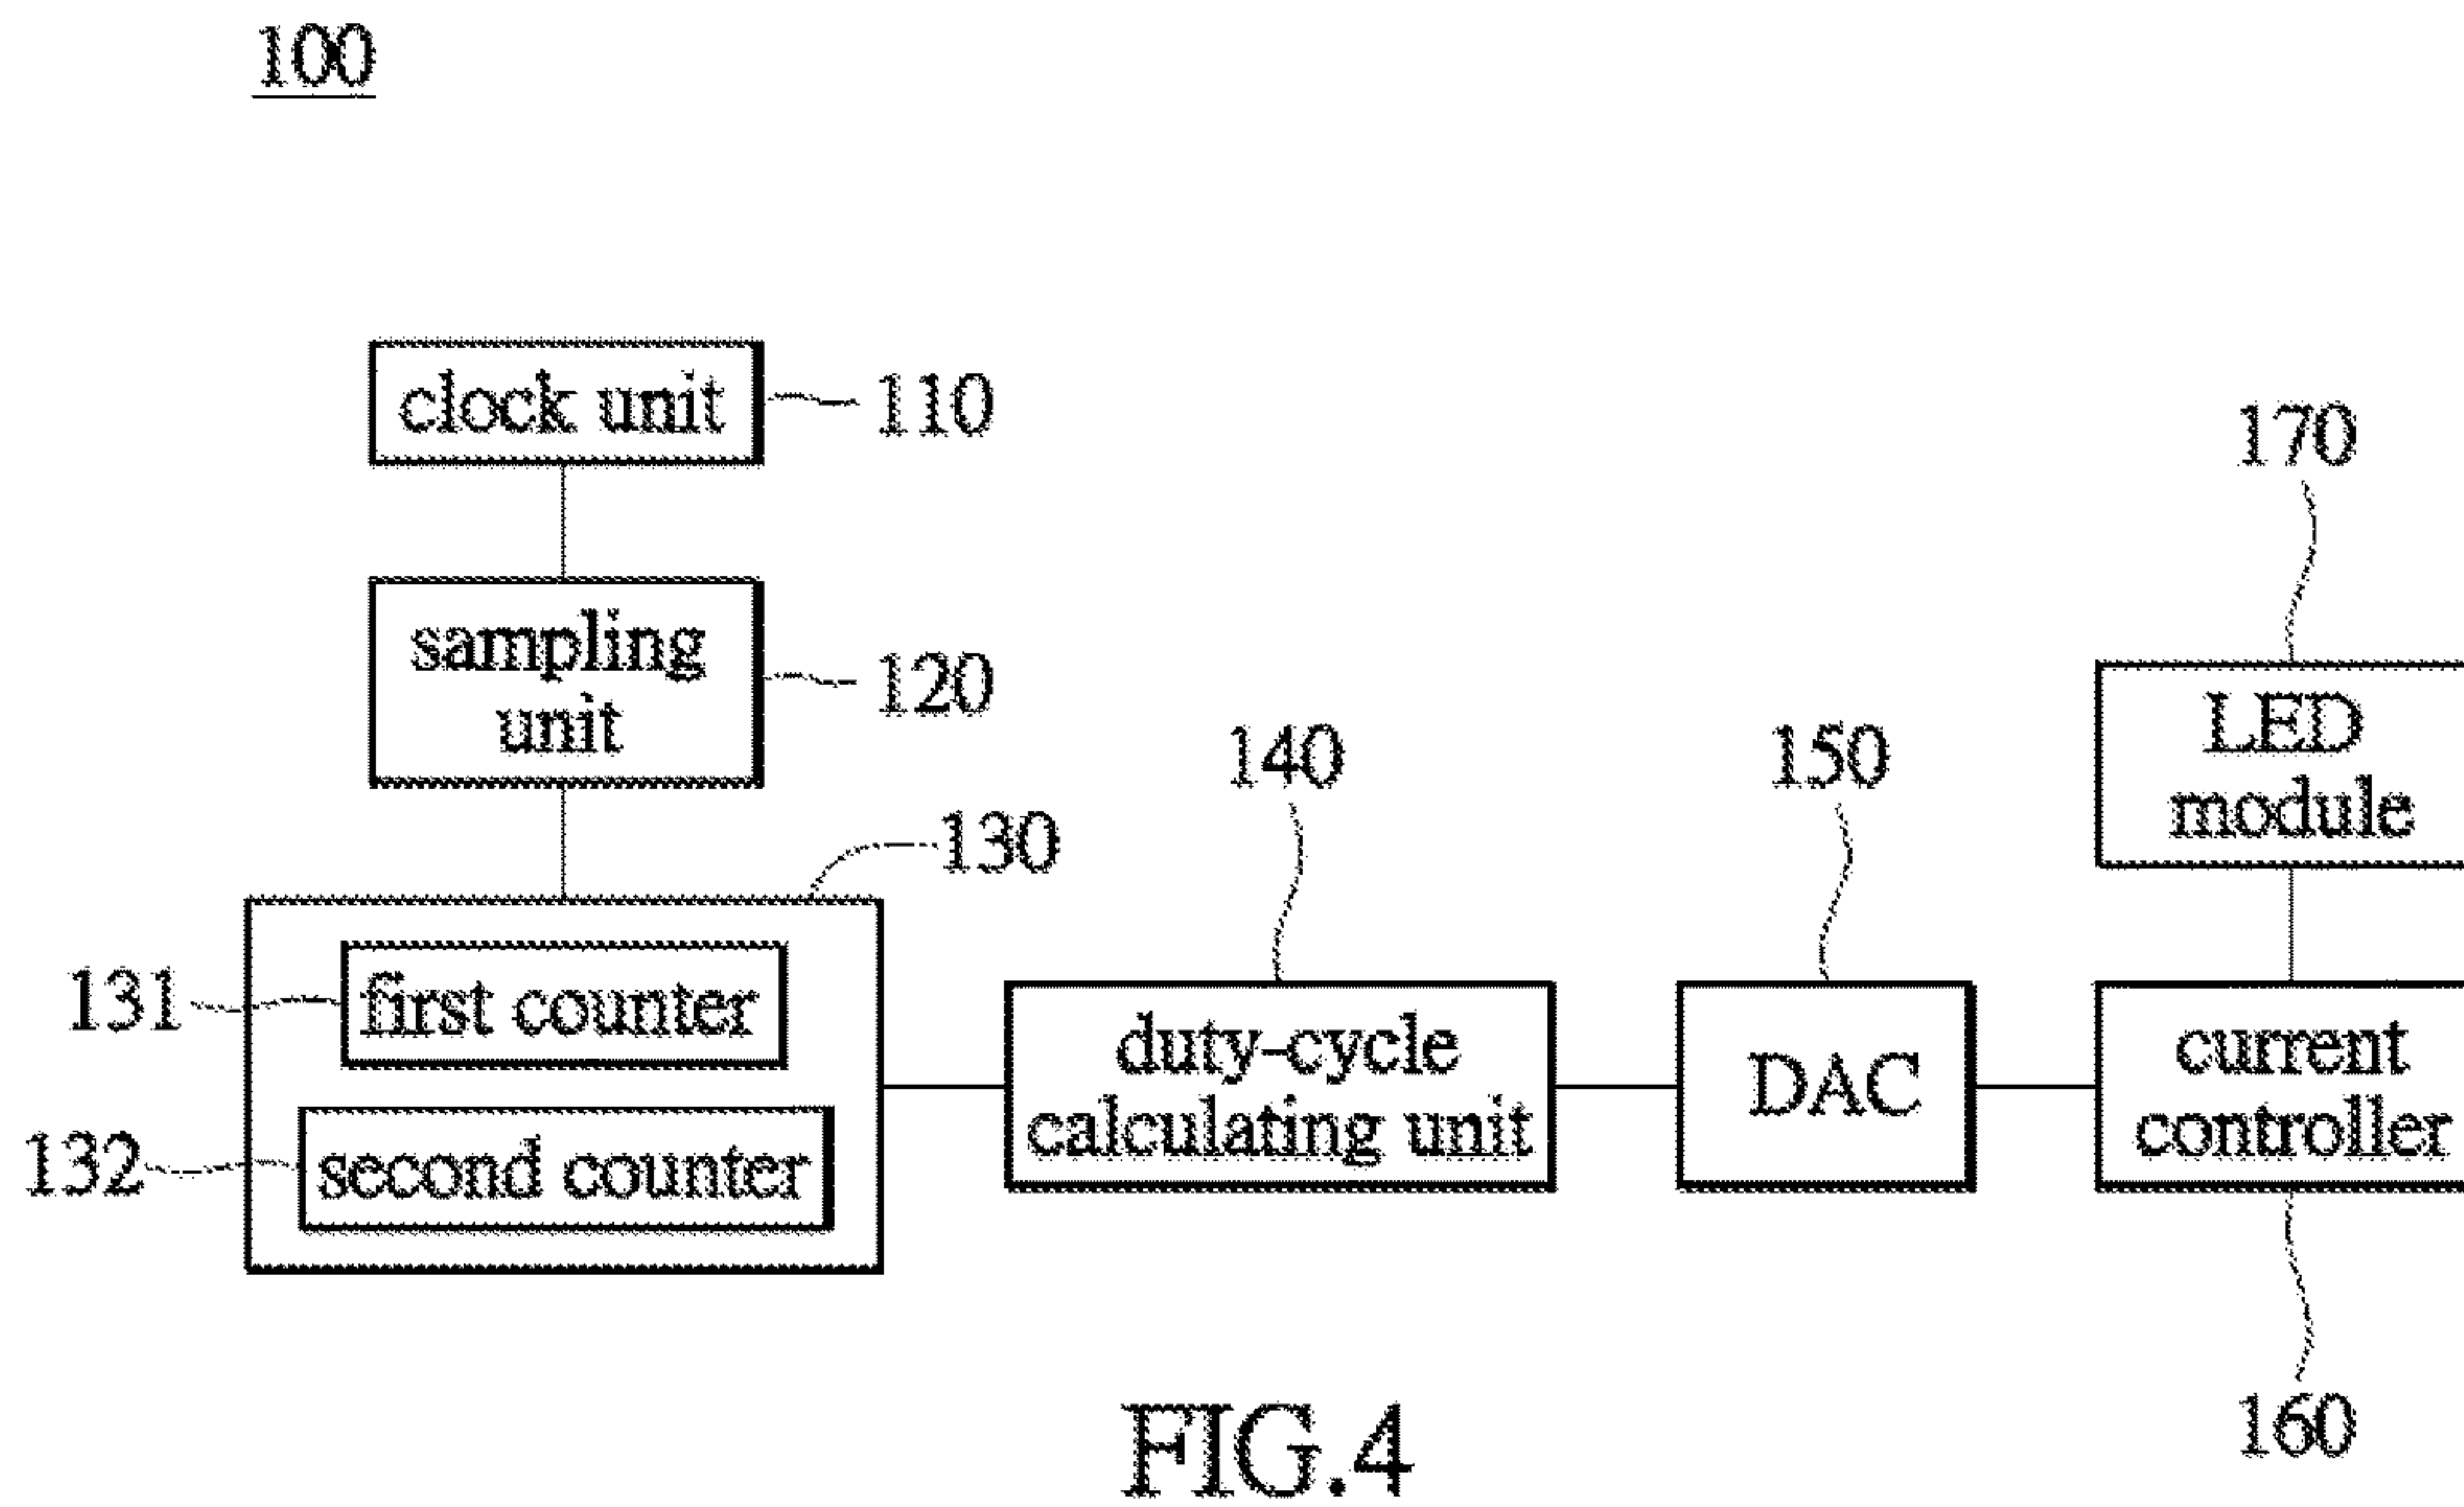 100
clock unit
110
sampling
unit
120
130
131
first counter
132
second counter
140
duty-cycle
calculating unit
150
DAC
170
LED
module
current
controller
160
FIG.4